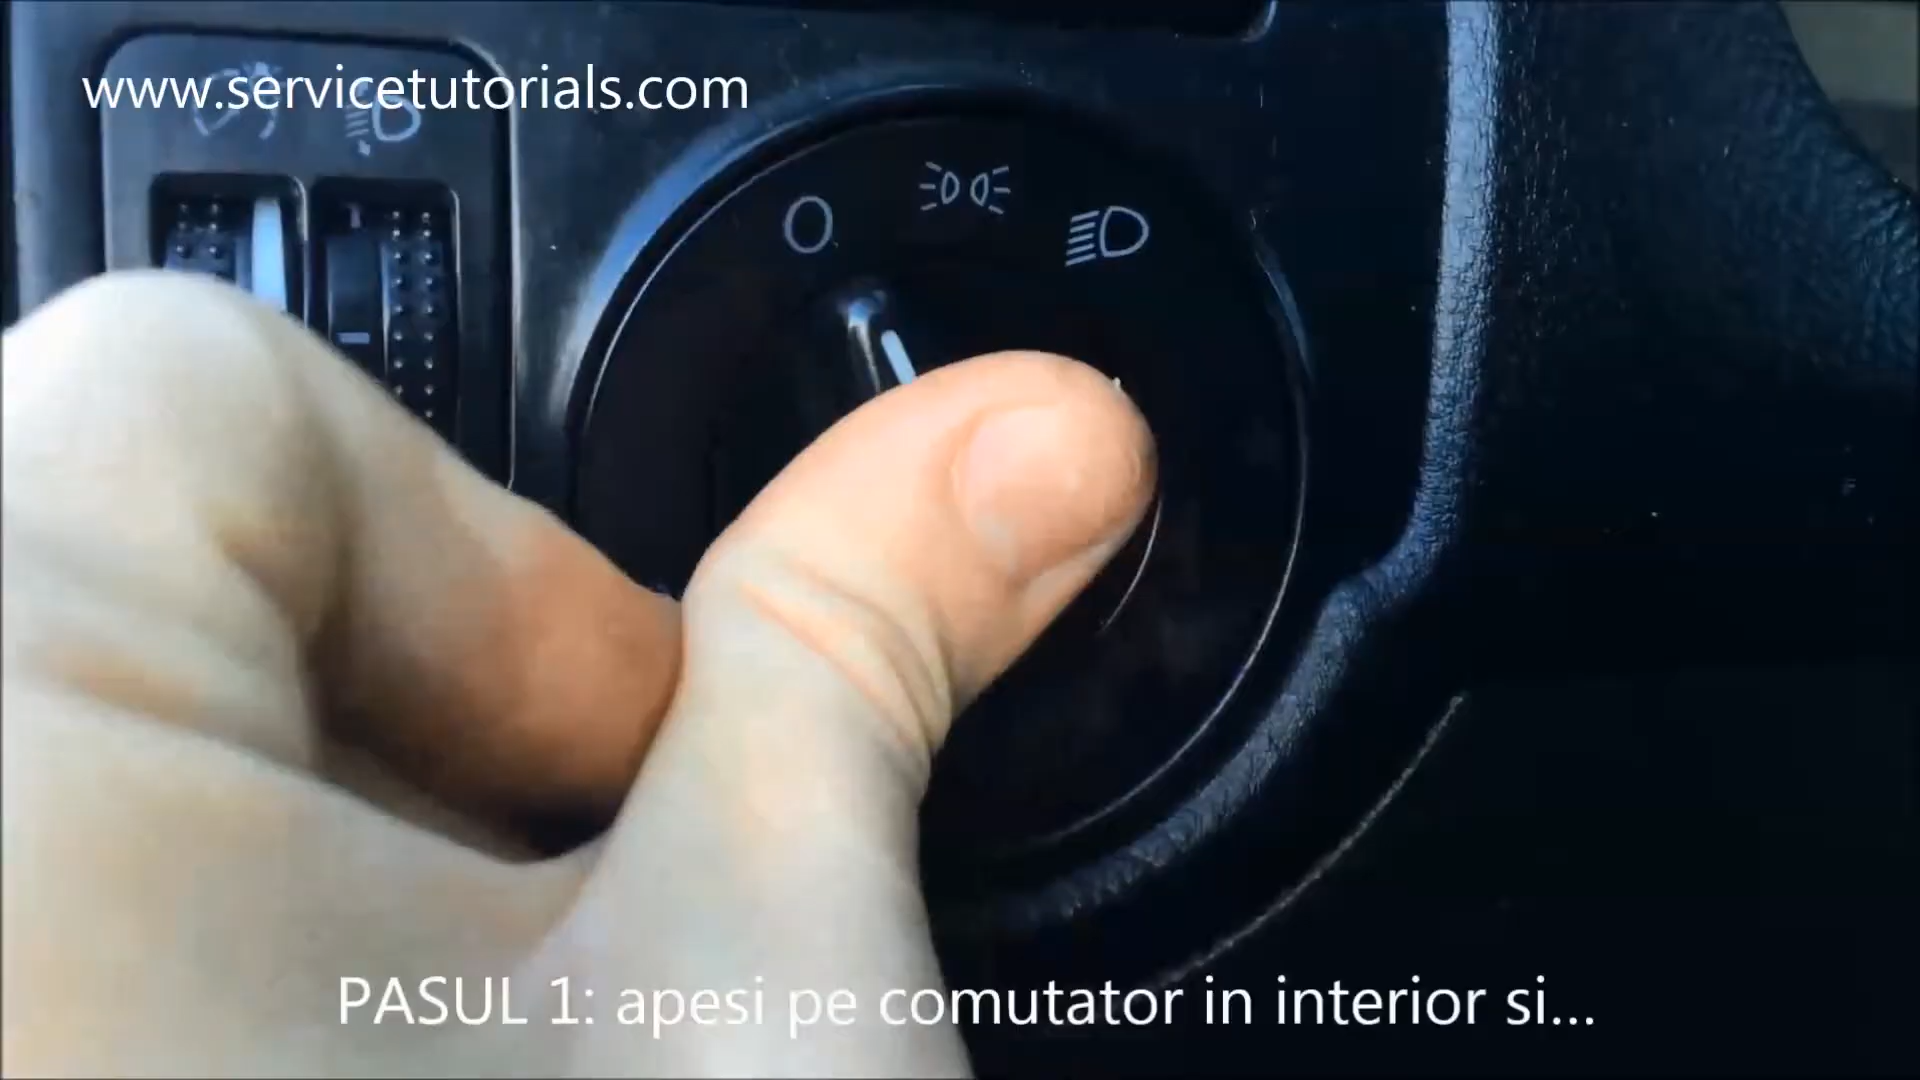 www.servicetutorials.com
PASUL 1: apesi pe comutator in interior si...